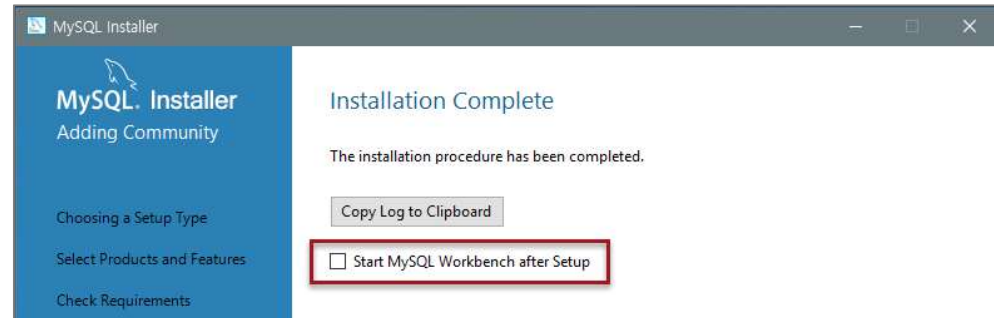 MySQL Installer
MySQL. Installer
Adding Community
Choosing a Setup Type
Select Products and Features
Check Requirements
Installation Complete
The installation procedure has been completed.
Copy Log to Clipboard
Start MySQL Workbench after Setup